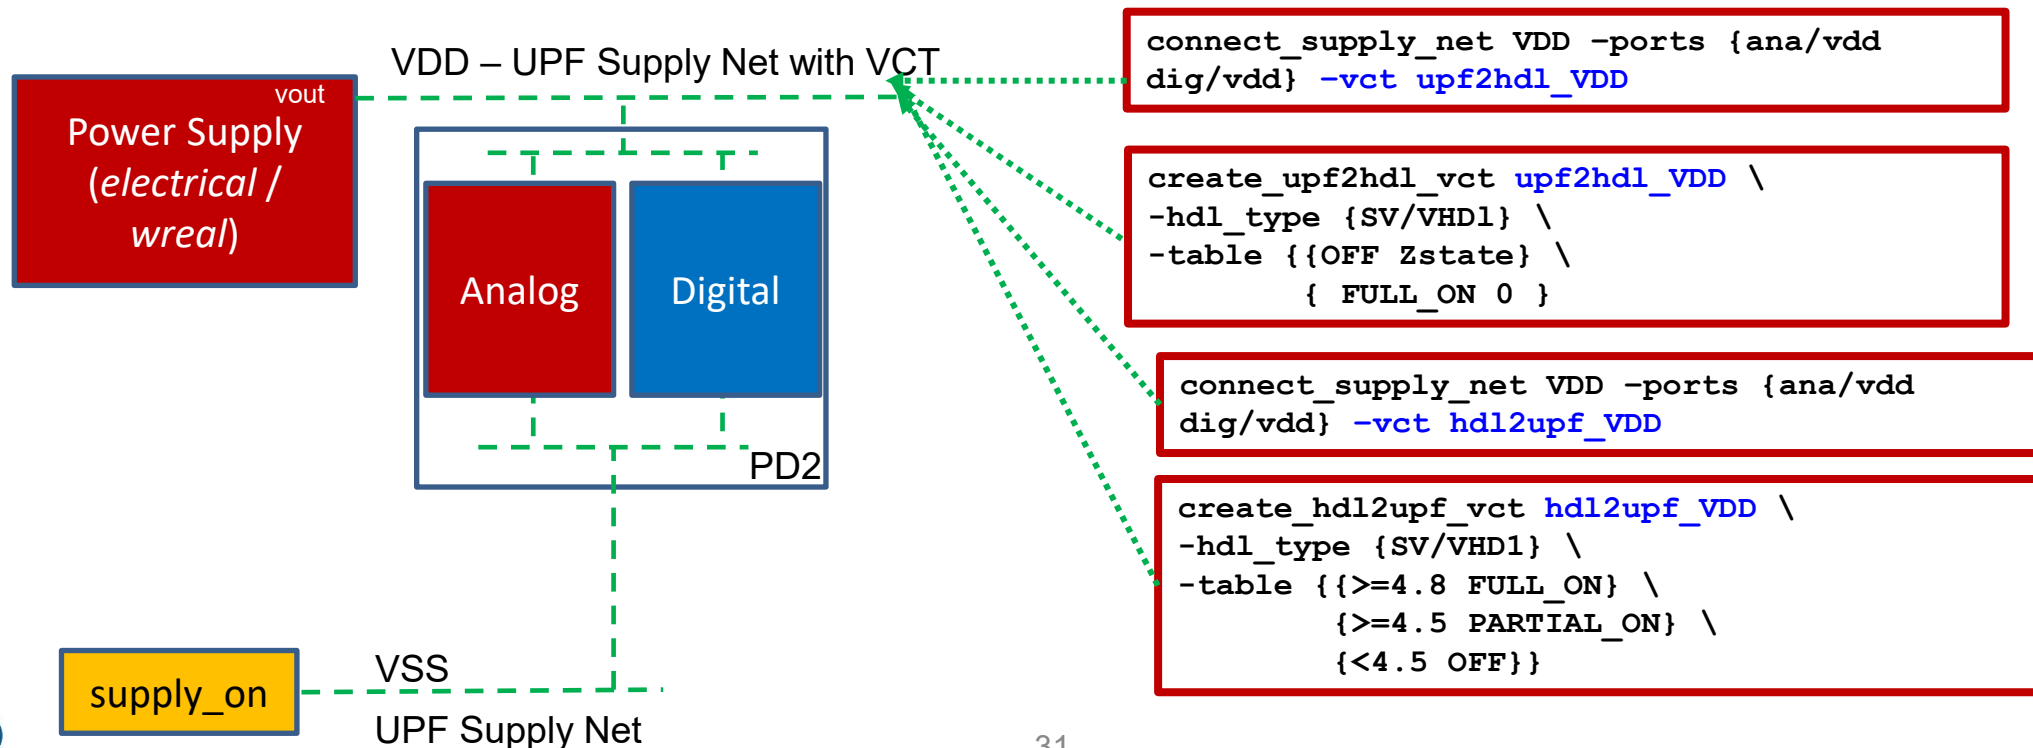 VDD – UPF Supply Net with VCT
vout
Power Supply
(electrical /
wreal)
Analog
Digital
PD2
supply_on
VSS
UPF Supply Net
connect_supply_net VDD –ports {ana/vdd
dig/vdd} –vct upf2hdl_VDD
create_upf2hdl_vct upf2hdl_VDD \
-hdl_type {SV/VHDl} \
-table {{OFF Zstate} \
{ FULL_ON 0 }
connect_supply_net VDD –ports {ana/vdd
dig/vdd} –vct hdl2upf_VDD
create_hdl2upf_vct hdl2upf_VDD \
-hdl_type {SV/VHD1} \
-table {{>=4.8 FULL_ON} \
{>=4.5 PARTIAL_ON} \
{<4.5 OFF}}
31